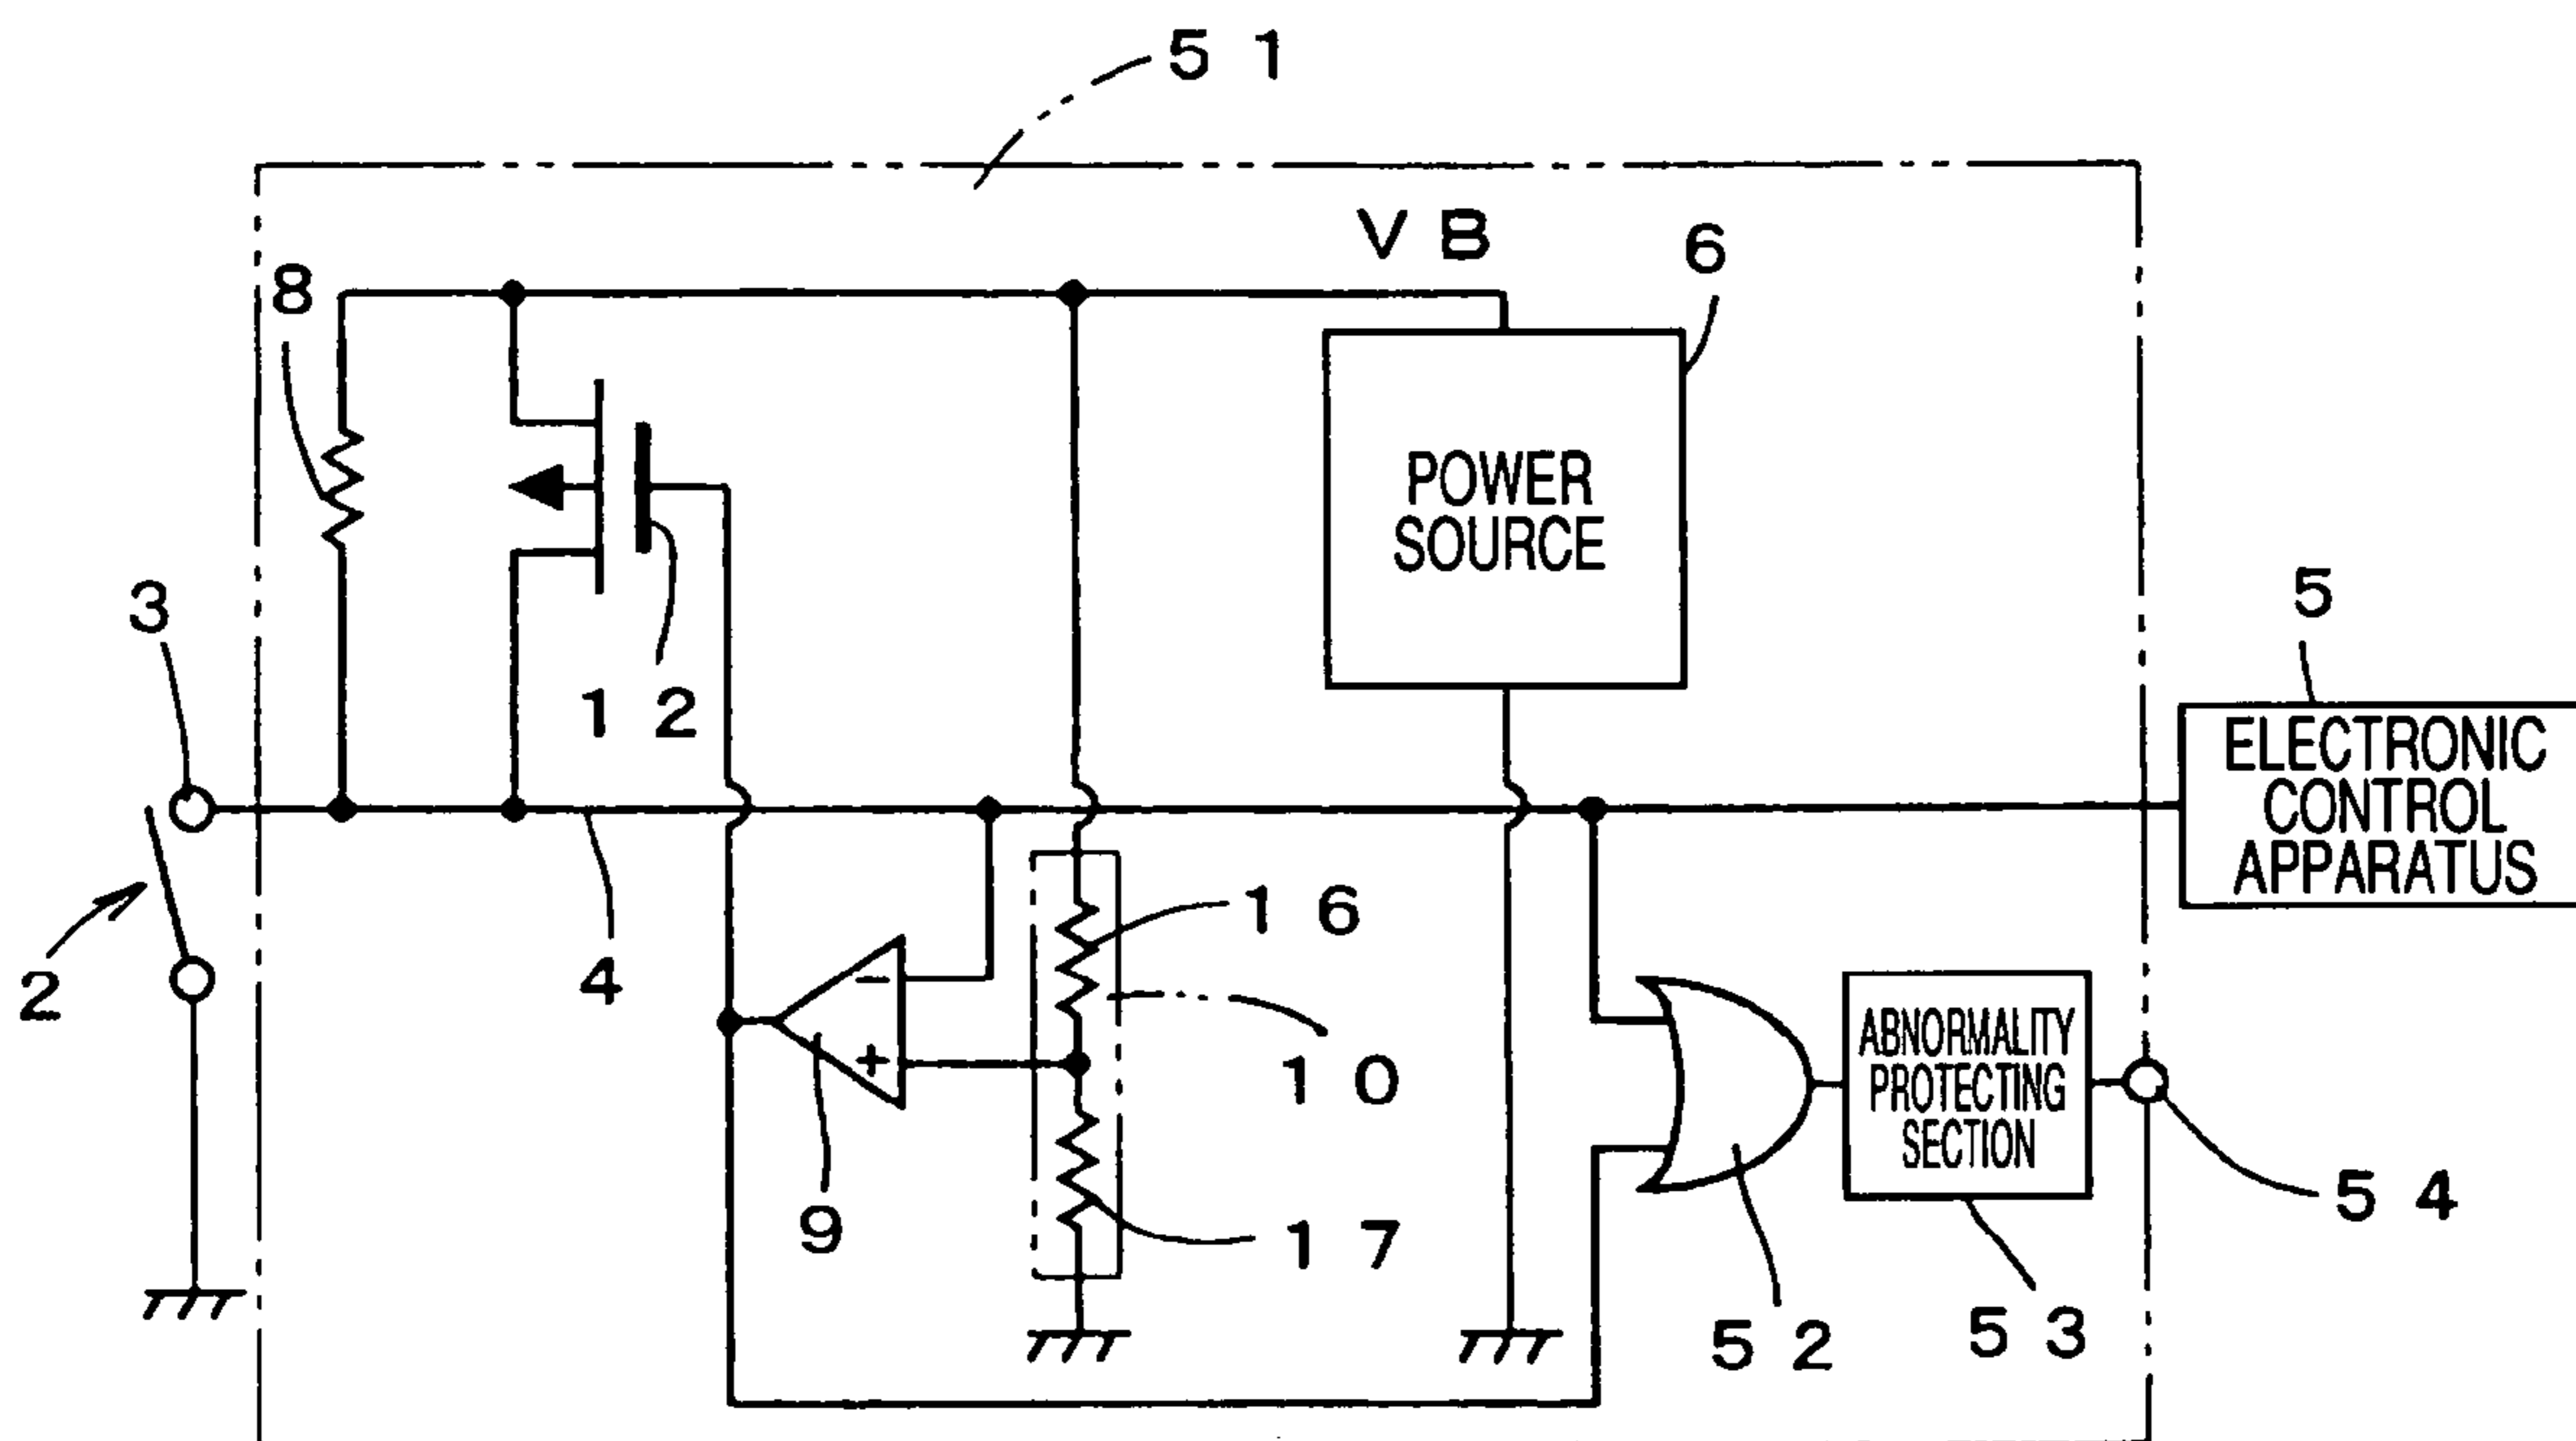 5 1
V B
6
8
POWER
SOURCE
3
5
1 2
ELECTRONIC
CONTROL
APPARATUS
1 6
2
4
−
ABNORMALITY
PROTECTING
SECTION
+
1 0
5 4
9
1 7
5 2
5 3